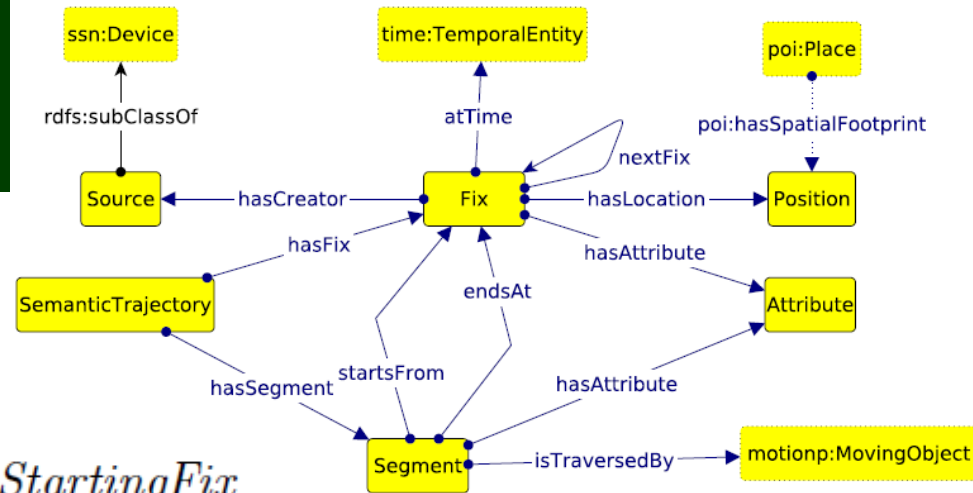 ssn:Device
time:TemporalEntity
poi:Place
rdfs:subClassOf
atTime
poi:hasSpatialFootprint
nextFix
Source
hasCreator
Fix
hasLocation
Position
hasFix
hasAttribute
endsAt
SemanticTrajectory
Attribute
startsFrom
hasSegment
hasAttribute
Segment
isTraversedBy
motionp:MovingObject
StartingFix